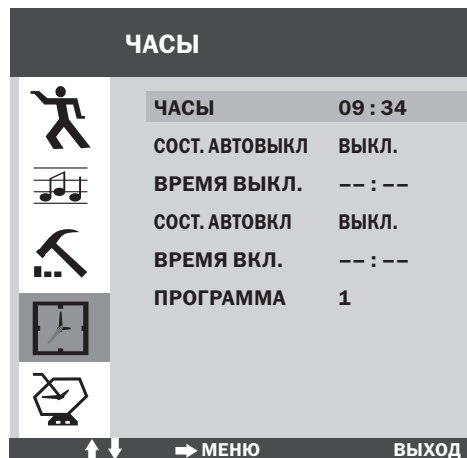 ЧАСЫ
ЧАСЫ 09 : 34
СОСТ. АВТОВЫКЛ ВЫКЛ.
ВРЕМЯ ВЫКЛ. -- : --
СОСТ. АВТОВКЛ ВЫКЛ.
ВРЕМЯ ВКЛ. -- : --
ПРОГРАММА 1
МЕНЮ ВЫХОД